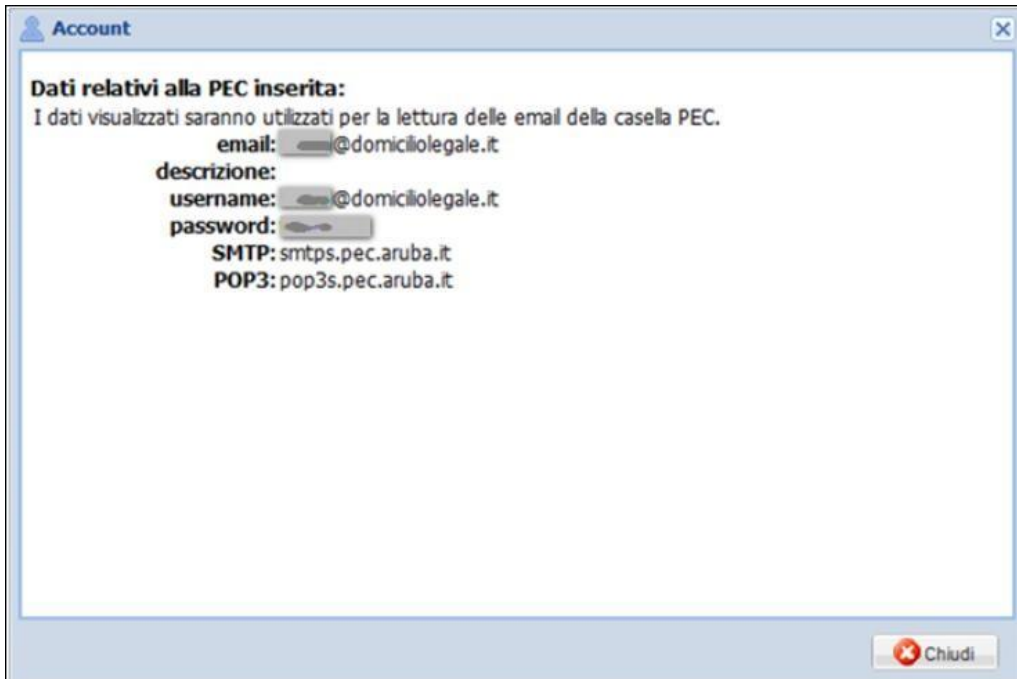 Account
Dati relativi alla PEC inserita:
I dati visualizzati saranno utilizzati per la lettura delle email della casella PEC.
email: @domiciliolegale.it
descrizione:
username: @domiciliolegale.it
password:
SMTP: smtps.pec.aruba.it
POP3: pop3s.pec.aruba.it
Chiudi